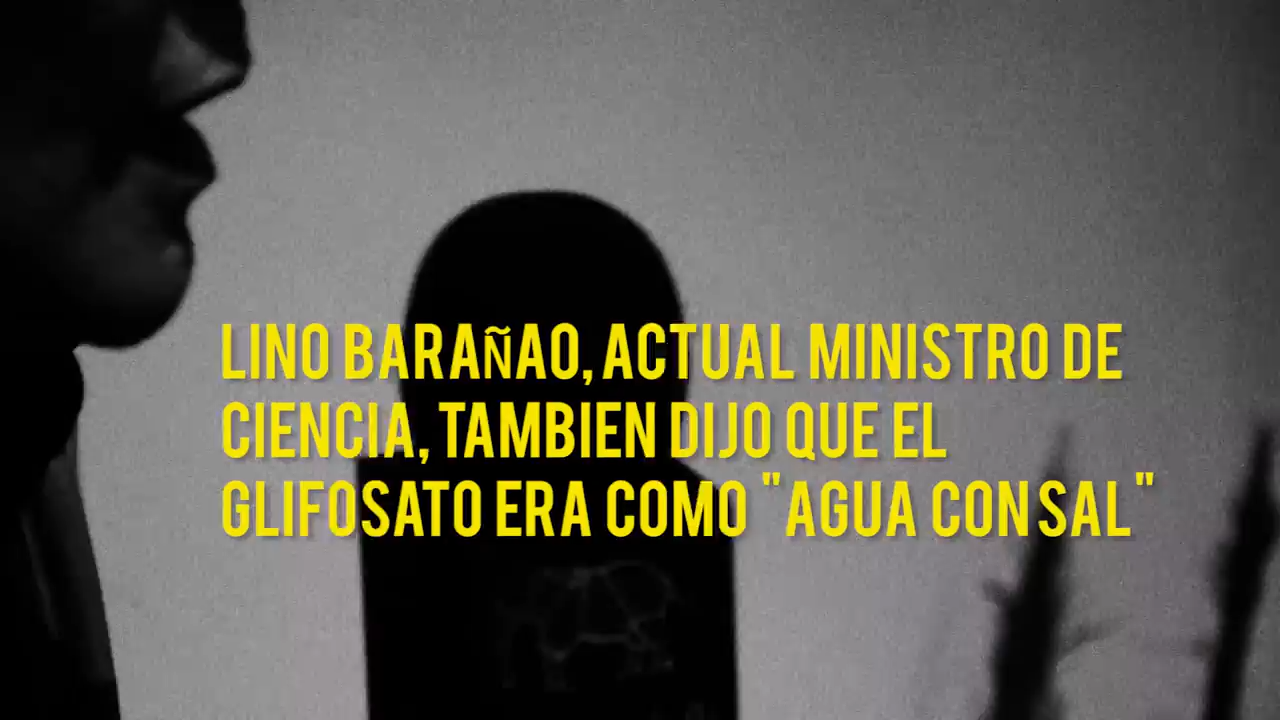 LINO BARAÑAO, ACTUAL MINISTRO DE
CIENCIA, TAMBIEN DIJO QUE EL
GLIFOSATO ERA COMO "AGUA CON SAL"